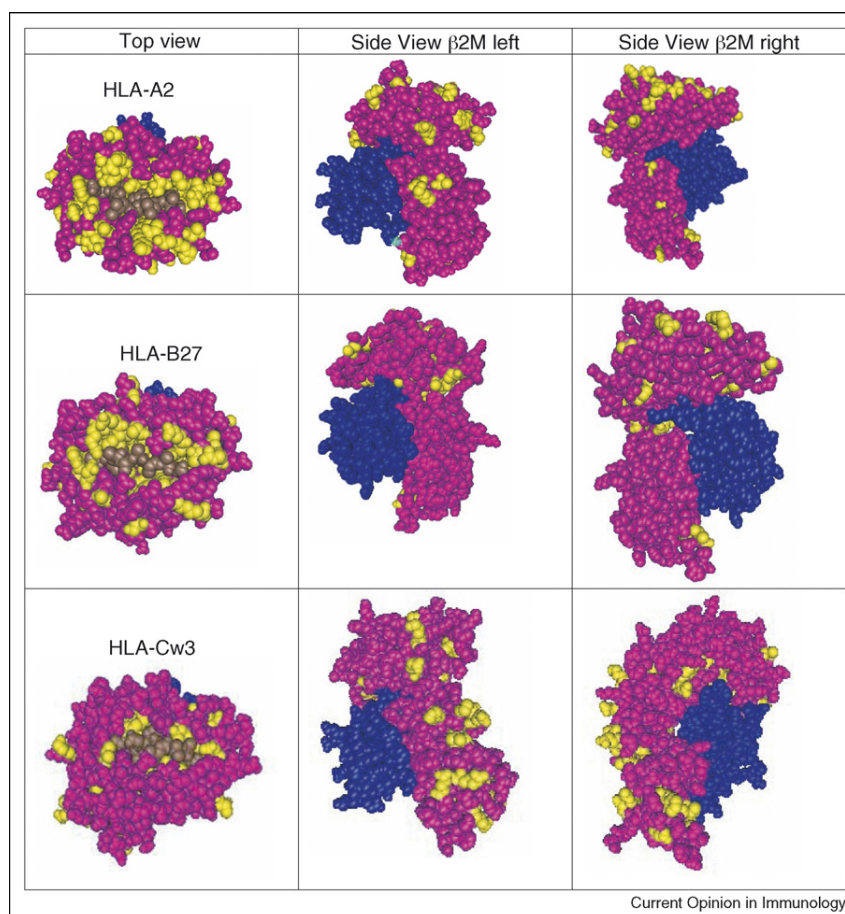 Top view
Side View β2M left
Side View β2M right
HLA-A2
HLA-B27
HLA-Cw3
Current Opinion in Immunology